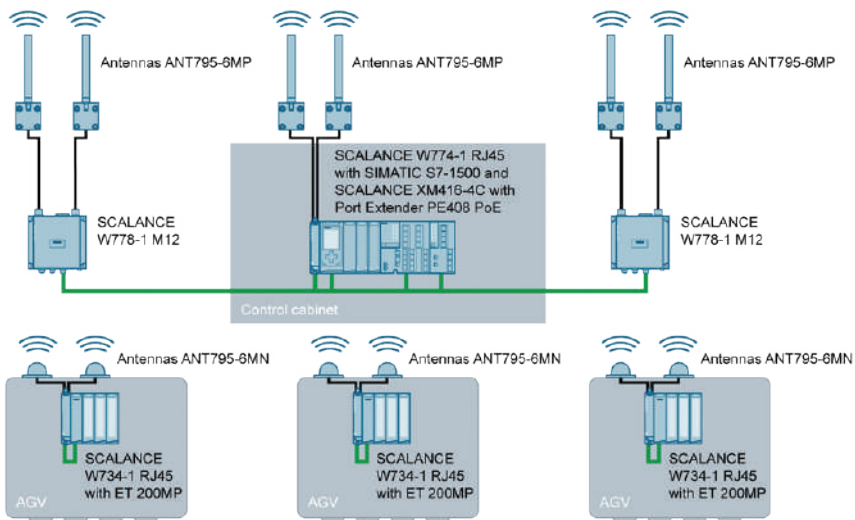 Antennas ANT795-6MP
Antennas ANT795-6MP
Antennas ANT795-6MP
SCALANCE W774-1 RJ45
with SIMATIC S7-1500 and
SCALANCE XM416-4C with
Port Extender PE408 PoE
SCALANCE
W778-1 M12
SCALANCE
W778-1 M12
Control cabinet
Antennas ANT795-6MN
Antennas ANT795-6MN
Antennas ANT795-6MN
SCALANCE
W734-1 RJ45
with ET 200MP
AGV
SCALANCE
W734-1 RJ45
with ET 200MP
AGV
SCALANCE
W734-1 RJ45
with ET 200MP
AGV